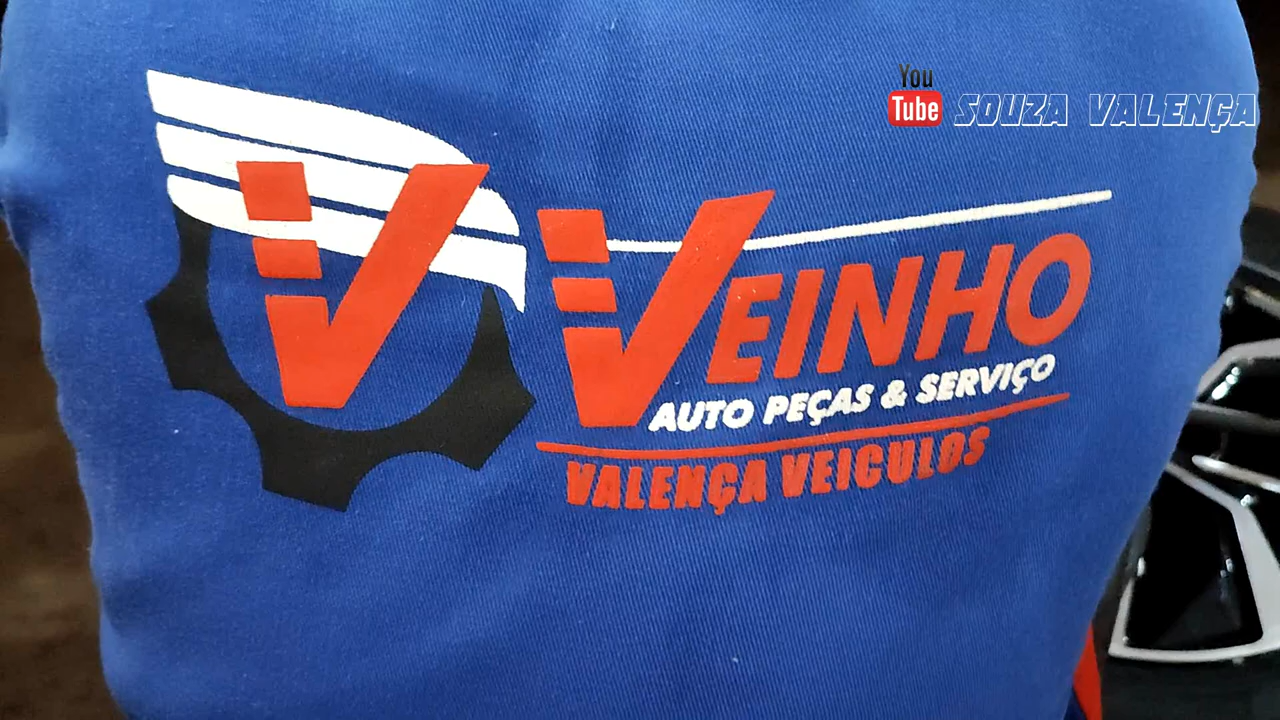 You
Tube SOUZA VALENÇA
V VEINHO
AUTO PEÇAS & SERVIÇO
VALENÇA VEICULOS